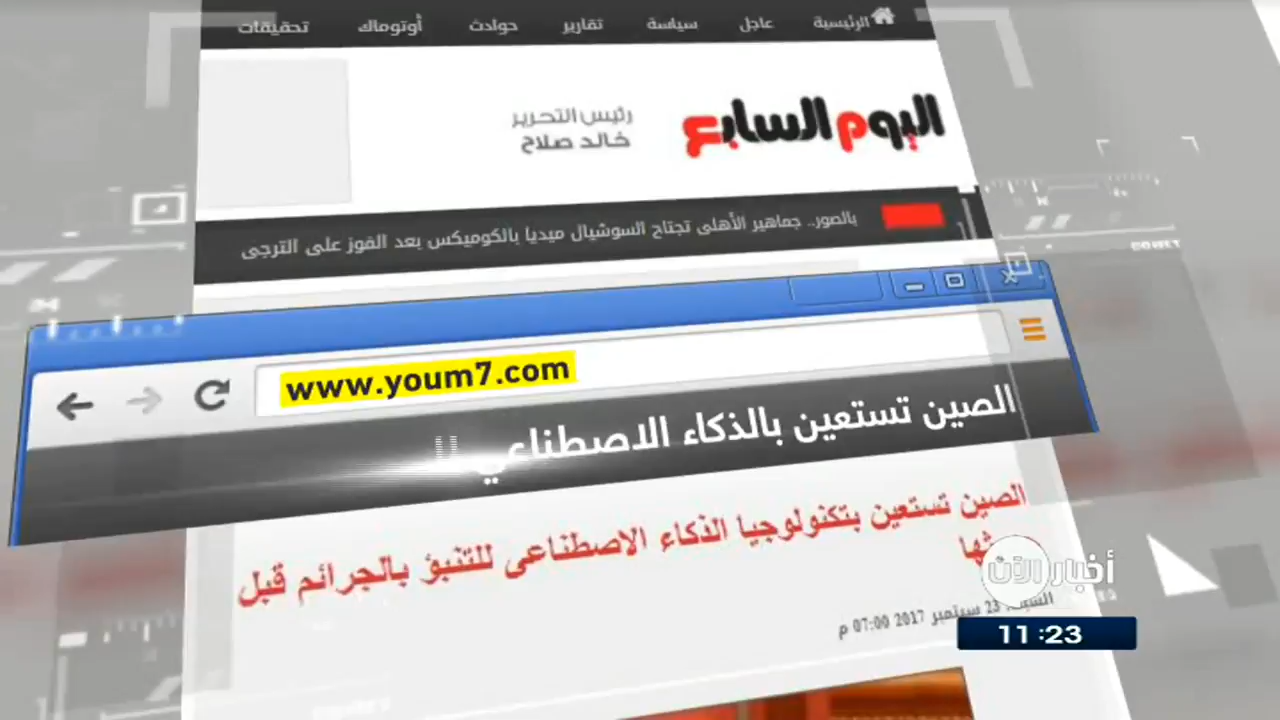 الرئيسية عاجل سياسة تقارير حوادث أوتوماك تحقيقات
اليوم السابع
رئيس التحرير
خالد صلاح
بالصور.. جماهير الأهلى تجتاح السوشيال ميديا بالكوميكس بعد الفوز على الترجى
www.youm7.com
الصين تستعين بالذكاء الاصطناعي
الصين تستعين بتكنولوجيا الذكاء الاصطناعى للتنبؤ بالجرائم قبل
السبت، 23 سبتمبر 2017 07:00 م
أخبار الآن
11:23